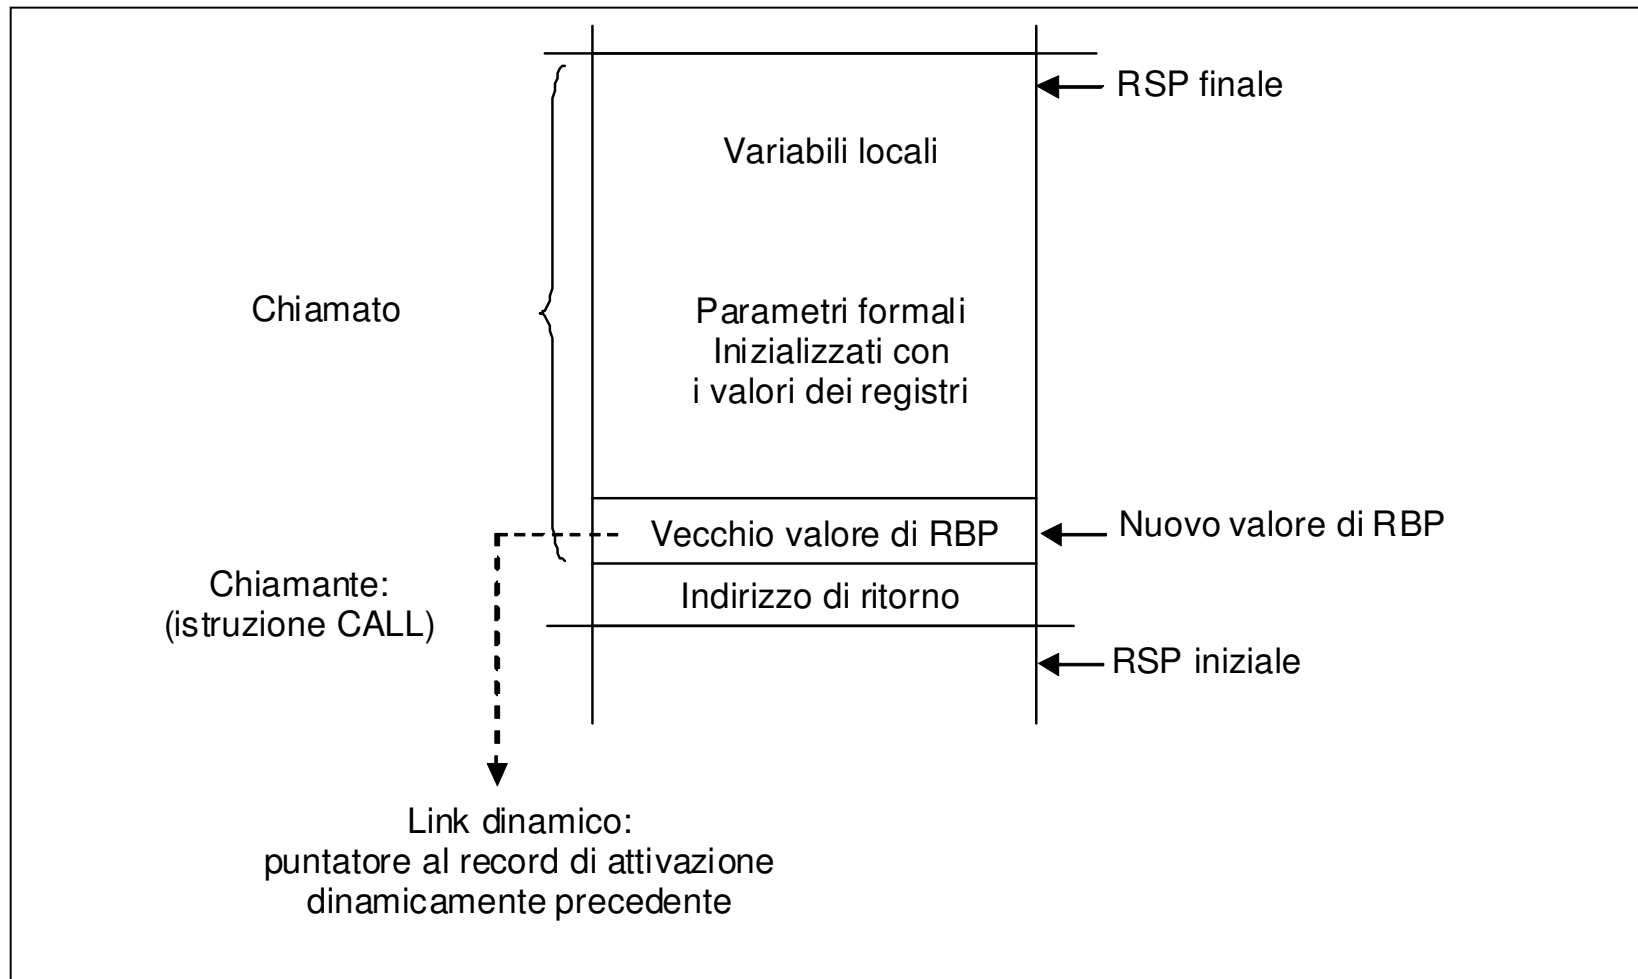 RSP finale
Variabili locali
Chiamato
Parametri formali
Inizializzati con
i valori dei registri
Vecchio valore di RBP
Nuovo valore di RBP
Chiamante:
(istruzione CALL)
Indirizzo di ritorno
RSP iniziale
Link dinamico:
puntatore al record di attivazione
dinamicamente precedente